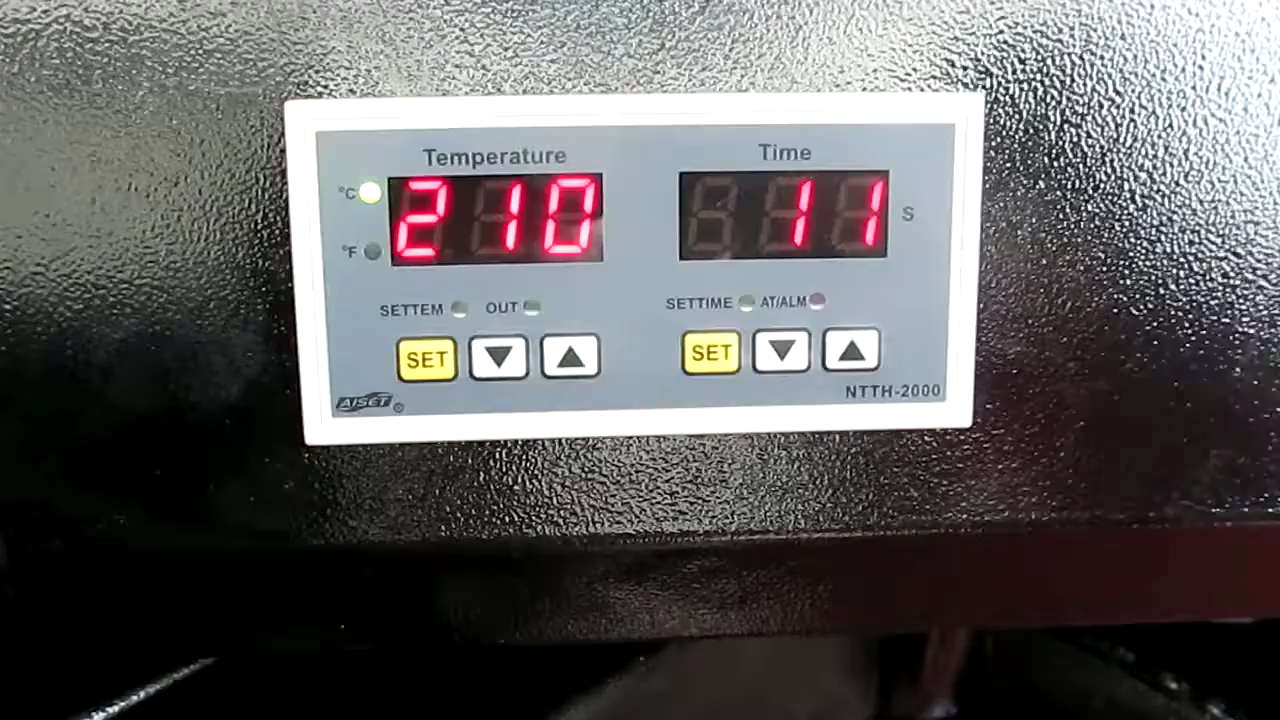 Temperature
Time
°C
210
11
S
°F
SETTEM
OUT
SETTIME
AT/ALM
SET
SET
AISET ®
NTTH-2000